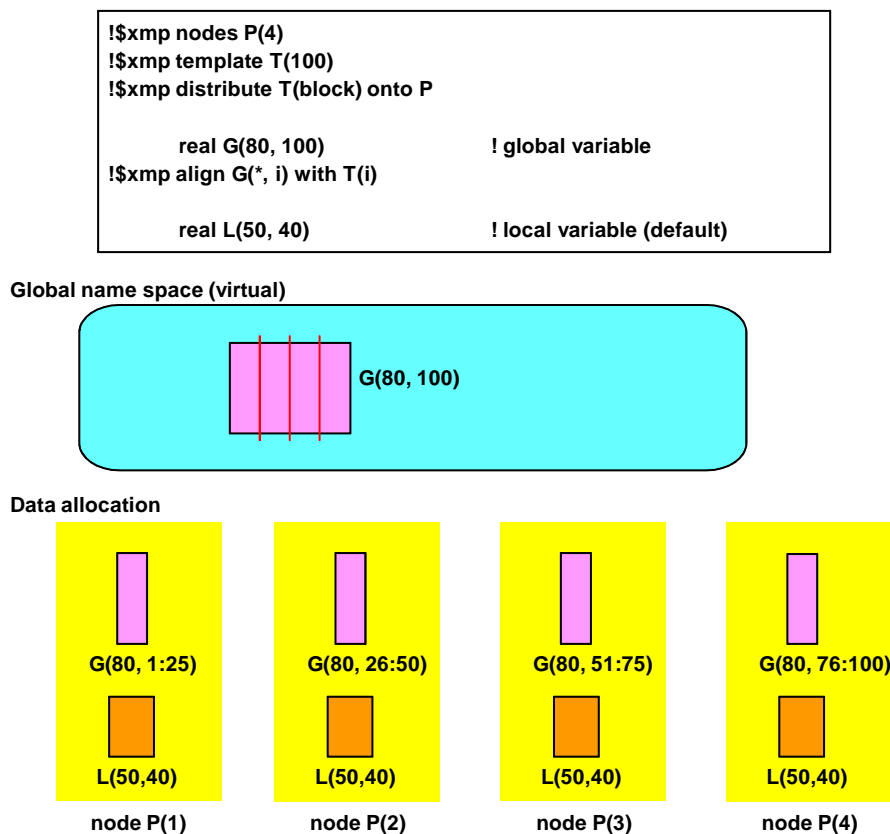 !$xmp nodes P(4)
!$xmp template T(100)
!$xmp distribute T(block) onto P
real G(80, 100) ! global variable
!$xmp align G(*, i) with T(i)
real L(50, 40) ! local variable (default)
Global name space (virtual)
G(80, 100)
Data allocation
G(80, 1:25) G(80, 26:50) G(80, 51:75) G(80, 76:100)
L(50,40) L(50,40) L(50,40) L(50,40)
node P(1) node P(2) node P(3) node P(4)